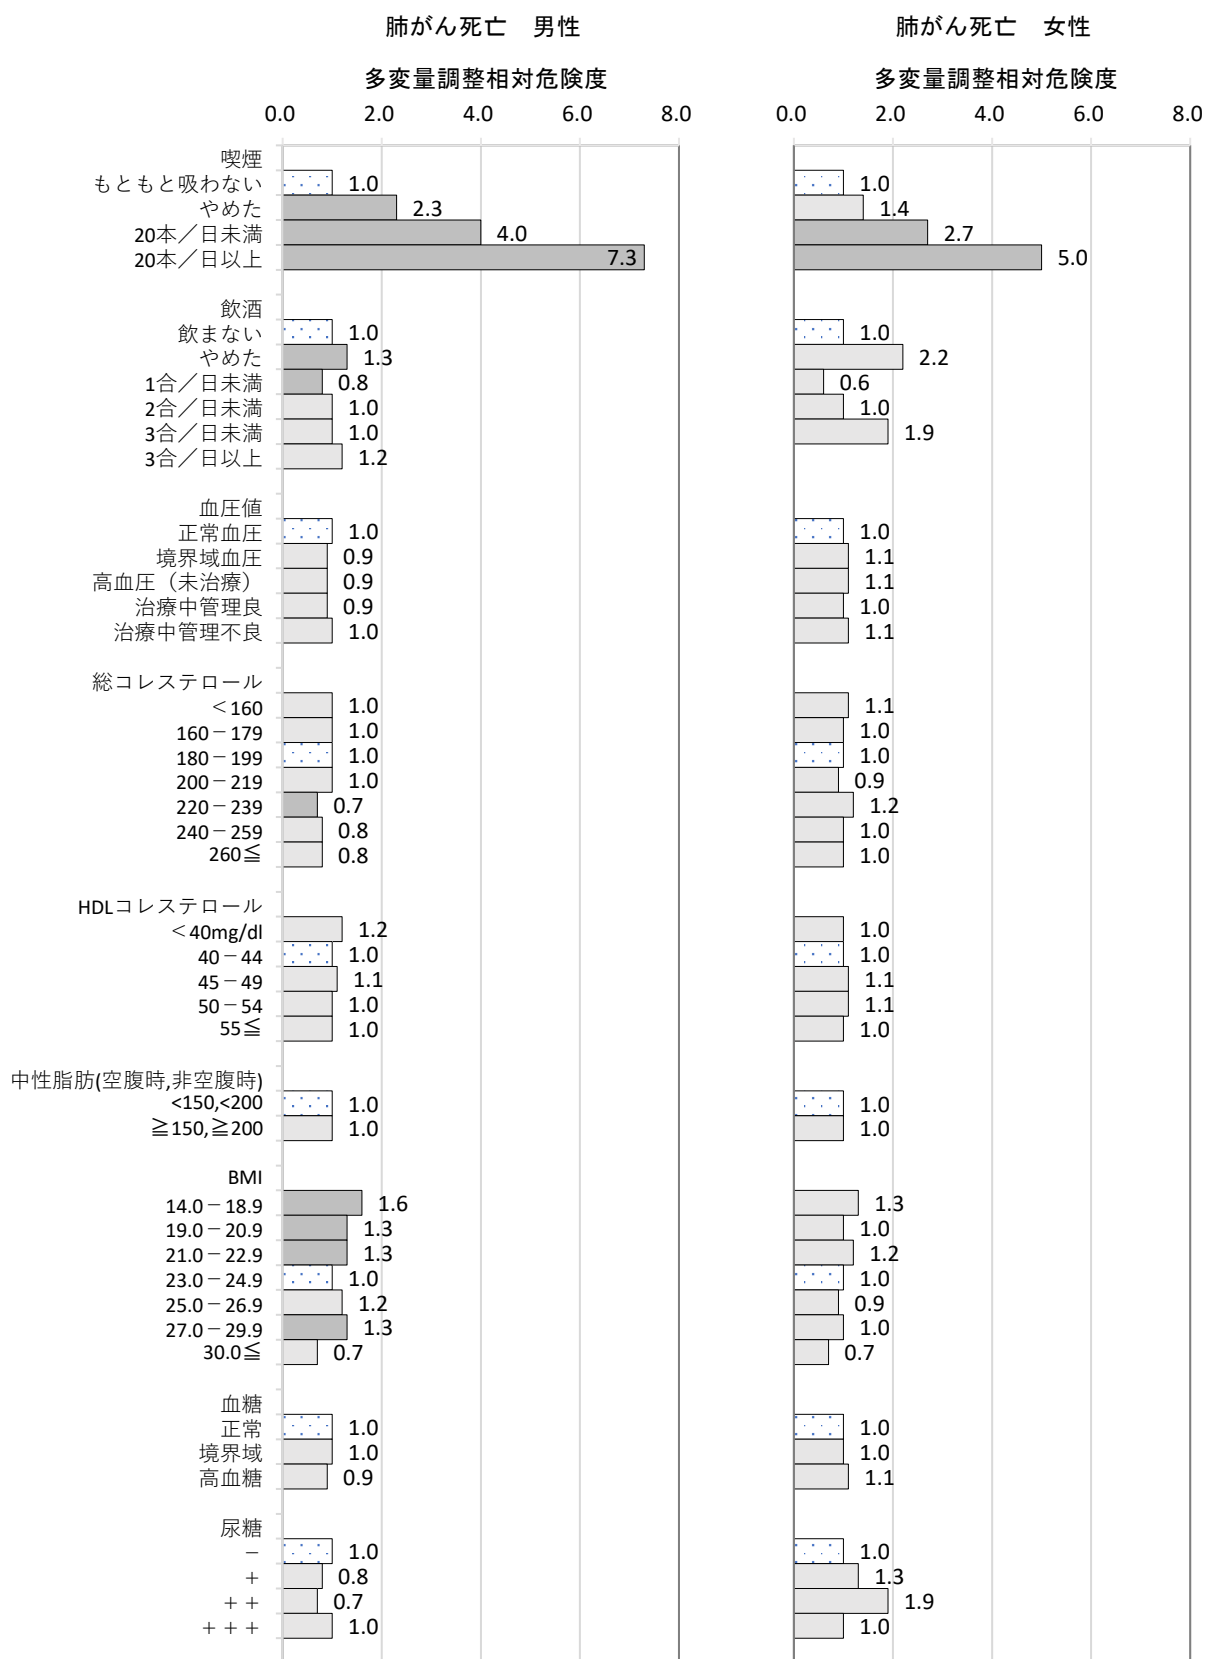 肺がん死亡　男性　肺がん死亡　女性
多変量調整相対危険度　多変量調整相対危険度
0.0 2.0 4.0 6.0 8.0 0.0 2.0 4.0 6.0 8.0
喫煙
もともと吸わない 1.0 1.0
やめた 2.3 1.4
20本／日未満 4.0 2.7
20本／日以上 7.3 5.0
飲酒
飲まない 1.0 1.0
やめた 1.3 2.2
1合／日未満 0.8 0.6
2合／日未満 1.0 1.0
3合／日未満 1.0 1.9
3合／日以上 1.2
血圧値
正常血圧 1.0 1.0
境界域血圧 0.9 1.1
高血圧（未治療） 0.9 1.1
治療中管理良 0.9 1.0
治療中管理不良 1.0 1.1
総コレステロール
＜160 1.0 1.1
160－179 1.0 1.0
180－199 1.0 1.0
200－219 1.0 0.9
220－239 0.7 1.2
240－259 0.8 1.0
260≦ 0.8 1.0
HDLコレステロール
＜40mg/dl 1.2 1.0
40－44 1.0 1.0
45－49 1.1 1.1
50－54 1.0 1.1
55≦ 1.0 1.0
中性脂肪(空腹時,非空腹時)
<150,<200 1.0 1.0
≧150,≧200 1.0 1.0
BMI
14.0－18.9 1.6 1.3
19.0－20.9 1.3 1.0
21.0－22.9 1.3 1.2
23.0－24.9 1.0 1.0
25.0－26.9 1.2 0.9
27.0－29.9 1.3 1.0
30.0≦ 0.7 0.7
血糖
正常 1.0 1.0
境界域 1.0 1.0
高血糖 0.9 1.1
尿糖
－ 1.0 1.0
＋ 0.8 1.3
＋＋ 0.7 1.9
＋＋＋ 1.0 1.0